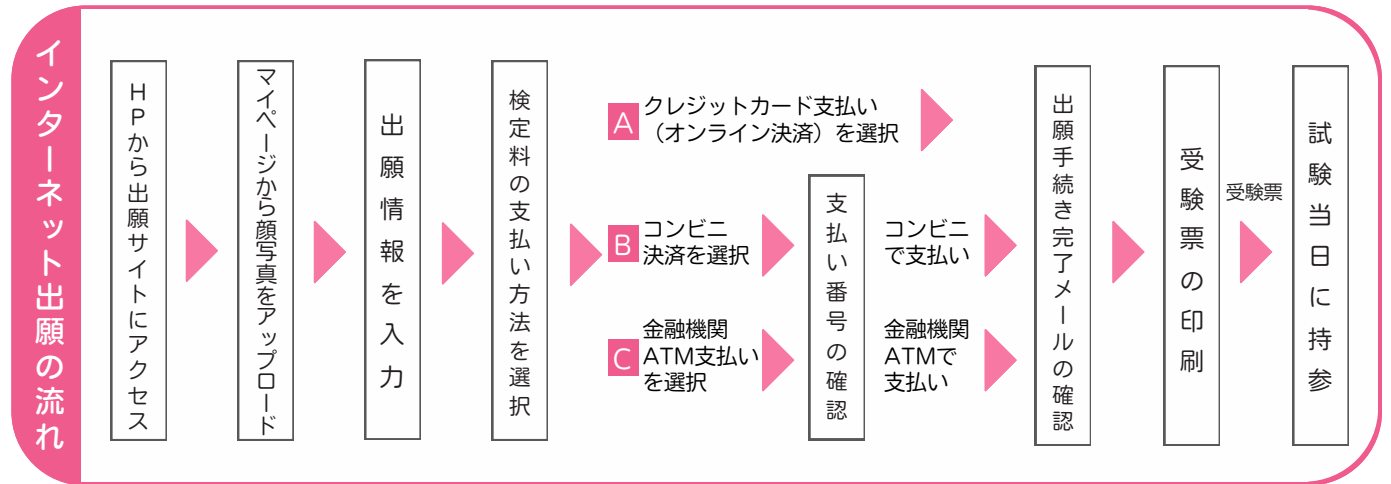 インターネット出願の流れ
HPから出願サイトにアクセス
マイページから顔写真をアップロード
出願情報を入力
検定料の支払い方法を選択
A
クレジットカード支払い
（オンライン決済）を選択
B
コンビニ
決済を選択
C
金融機関
ATM支払い
を選択
支払い番号の確認
コンビニ
で支払い
金融機関
ATMで
支払い
出願手続き完了メールの確認
受験票の印刷
受験票
試験当日に持参